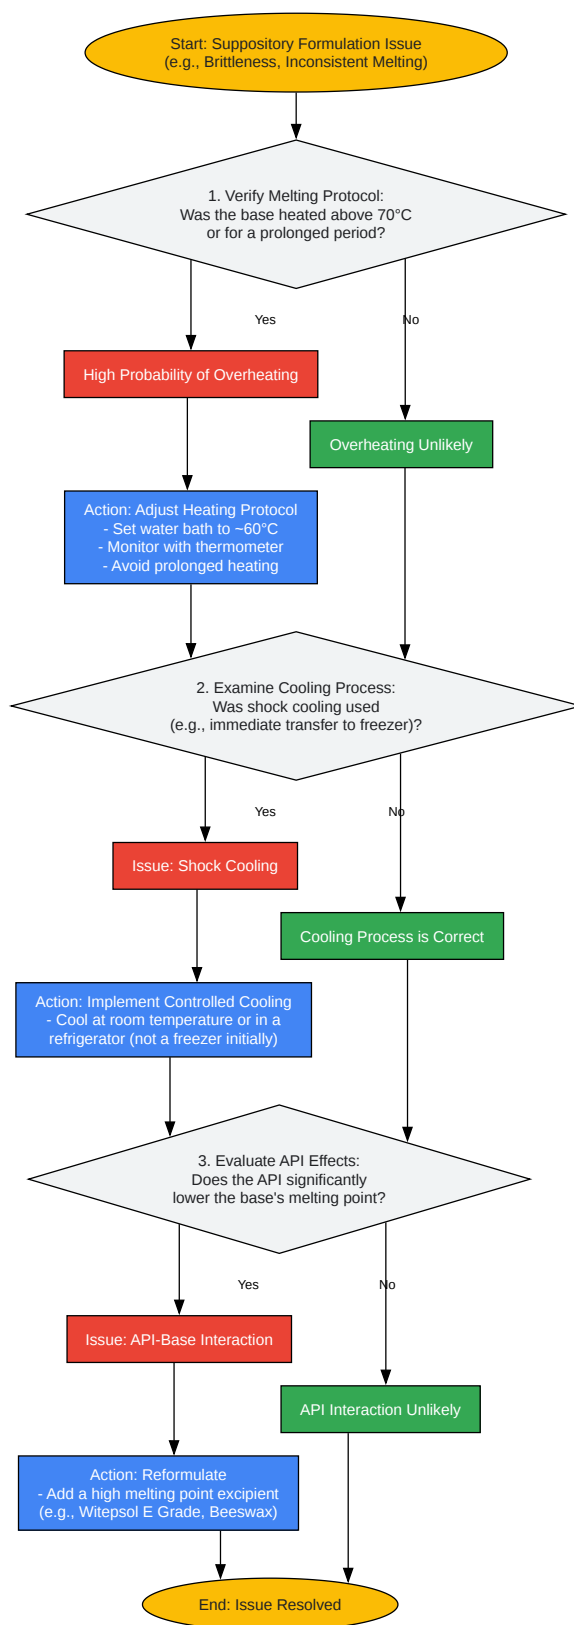 Start: Suppository Formulation Issue
(e.g., Brittleness, Inconsistent Melting)
1. Verify Melting Protocol:
Was the base heated above 70°C
or for a prolonged period?
Yes
No
High Probability of Overheating
Overheating Unlikely
Action: Adjust Heating Protocol
- Set water bath to ~60°C
- Monitor with thermometer
- Avoid prolonged heating
2. Examine Cooling Process:
Was shock cooling used
(e.g., immediate transfer to freezer)?
Yes
No
Issue: Shock Cooling
Cooling Process is Correct
Action: Implement Controlled Cooling
- Cool at room temperature or in a
refrigerator (not a freezer initially)
3. Evaluate API Effects:
Does the API significantly
lower the base's melting point?
Yes
No
Issue: API-Base Interaction
API Interaction Unlikely
Action: Reformulate
- Add a high melting point excipient
(e.g., Witepsol E Grade, Beeswax)
End: Issue Resolved